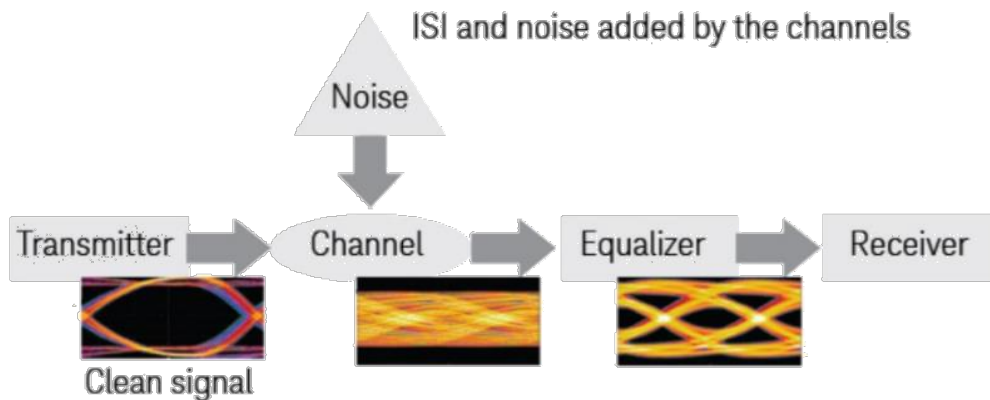 ISI and noise added by the channels
Noise
Transmitter
Channel
Equalizer
Receiver
Clean signal